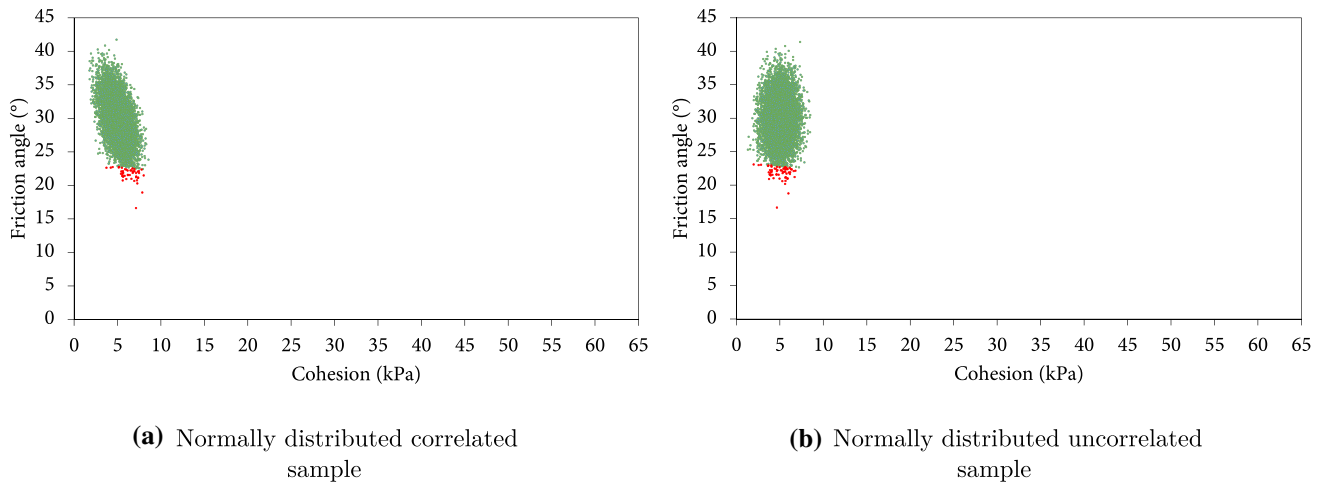 45
40
35
30
25
20
15
10
5
0
Friction angle (°)
0 5 10 15 20 25 30 35 40 45 50 55 60 65
Cohesion (kPa)
(a) Normally distributed correlated
sample
45
40
35
30
25
20
15
10
5
0
Friction angle (°)
0 5 10 15 20 25 30 35 40 45 50 55 60 65
Cohesion (kPa)
(b) Normally distributed uncorrelated
sample